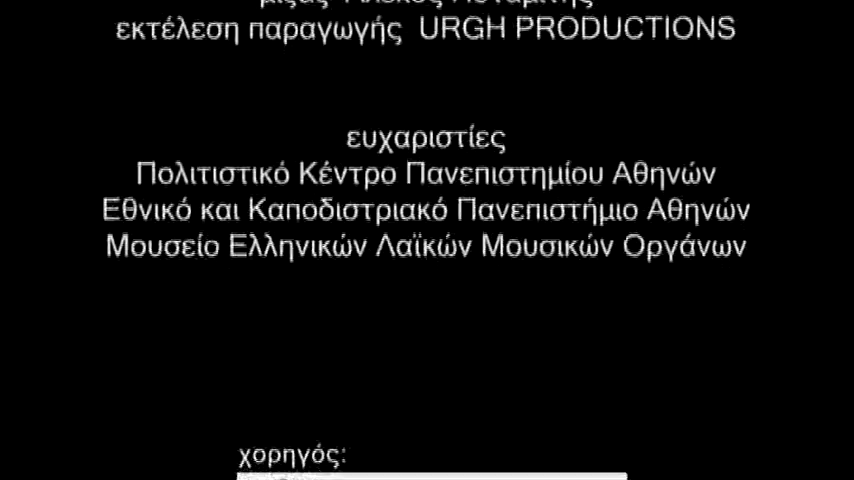 εκτέλεση παραγωγής URGH PRODUCTIONS
ευχαριστίες
Πολιτιστικό Κέντρο Πανεπιστημίου Αθηνών
Εθνικό και Καποδιστριακό Πανεπιστήμιο Αθηνών
Μουσείο Ελληνικών Λαϊκών Μουσικών Οργάνων
χορηγός: